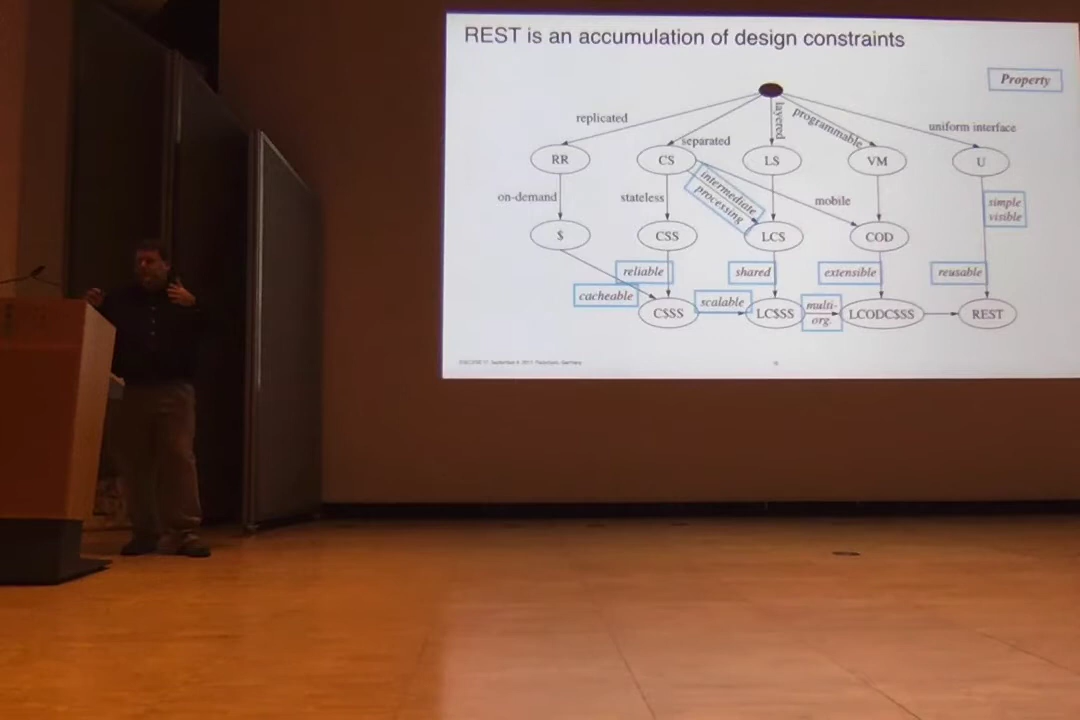 REST is an accumulation of design constraints
Property
replicated
separated
layered
programmable
uniform interface
RR
CS
LS
VM
U
on-demand
stateless
intermediate
processing
mobile
simple
visible
$
CSS
LCS
COD
reliable
shared
extensible
reusable
cacheable
scalable
multi-
org.
C$SS
LC$SS
LCODC$SS
REST